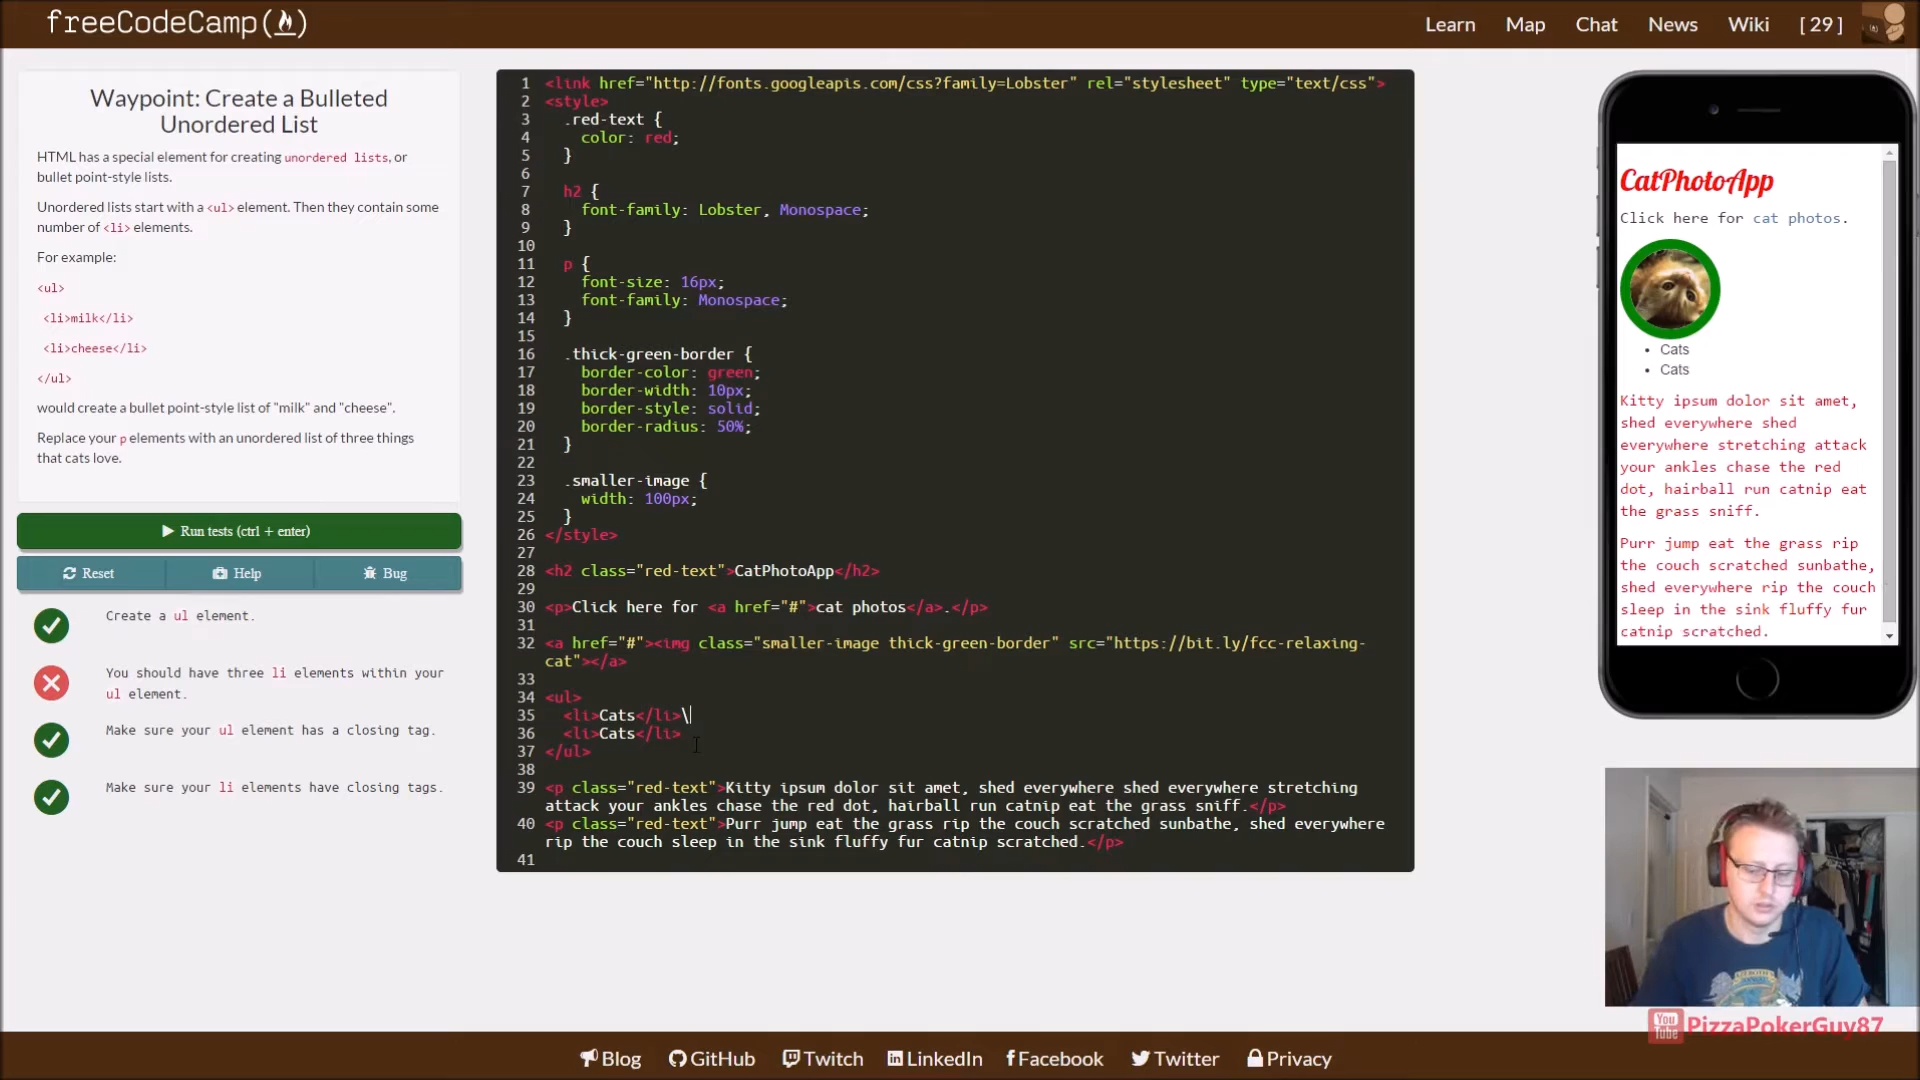 freeCodeCamp(🔥)
Learn Map Chat News Wiki [ 29 ]
Waypoint: Create a Bulleted
Unordered List
HTML has a special element for creating unordered lists, or
bullet point-style lists.
Unordered lists start with a <ul> element. Then they contain some
number of <li> elements.
For example:
<ul>
<li>milk</li>
<li>cheese</li>
</ul>
would create a bullet point-style list of "milk" and "cheese".
Replace your p elements with an unordered list of three things
that cats love.
Run tests (ctrl + enter)
Reset Help Bug
Create a ul element.
You should have three li elements within your
ul element.
Make sure your ul element has a closing tag.
Make sure your li elements have closing tags.
1 <link href="http://fonts.googleapis.com/css?family=Lobster" rel="stylesheet" type="text/css">
2 <style>
3 .red-text {
4 color: red;
5 }
6
7 h2 {
8 font-family: Lobster, Monospace;
9 }
10
11 p {
12 font-size: 16px;
13 font-family: Monospace;
14 }
15
16 .thick-green-border {
17 border-color: green;
18 border-width: 10px;
19 border-style: solid;
20 border-radius: 50%;
21 }
22
23 .smaller-image {
24 width: 100px;
25 }
26 </style>
27
28 <h2 class="red-text">CatPhotoApp</h2>
29
30 <p>Click here for <a href="#">cat photos</a>.</p>
31
32 <a href="#"><img class="smaller-image thick-green-border" src="https://bit.ly/fcc-relaxing-
cat"></a>
33
34 <ul>
35 <li>Cats</li>\
36 <li>Cats</li>
37 </ul>
38
39 <p class="red-text">Kitty ipsum dolor sit amet, shed everywhere shed everywhere stretching
attack your ankles chase the red dot, hairball run catnip eat the grass sniff.</p>
40 <p class="red-text">Purr jump eat the grass rip the couch scratched sunbathe, shed everywhere
rip the couch sleep in the sink fluffy fur catnip scratched.</p>
41
CatPhotoApp
Click here for cat photos.
• Cats
• Cats
Kitty ipsum dolor sit amet,
shed everywhere shed
everywhere stretching attack
your ankles chase the red
dot, hairball run catnip eat
the grass sniff.
Purr jump eat the grass rip
the couch scratched sunbathe,
shed everywhere rip the couch
sleep in the sink fluffy fur
catnip scratched.
You Tube PizzaPokerGuy87
Blog GitHub Twitch LinkedIn Facebook Twitter Privacy